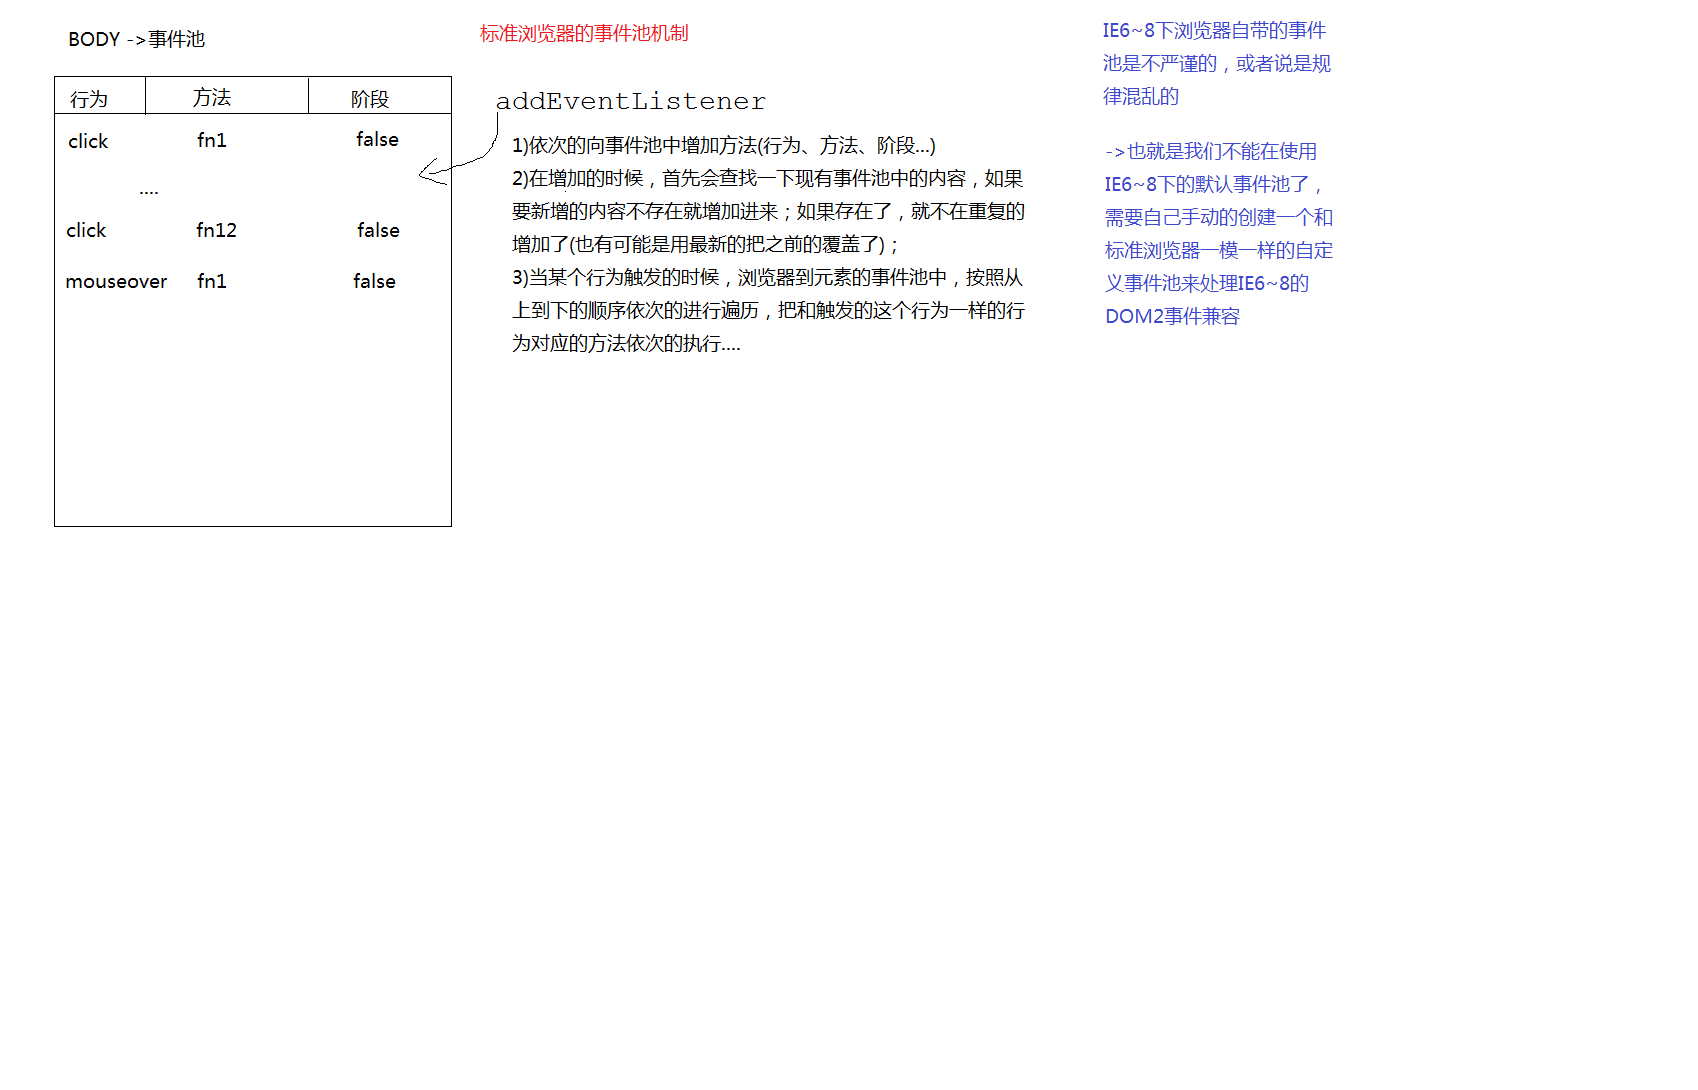 BODY ->事件池
行为 方法 阶段
click fn1 false
....
click fn12 false
mouseover fn1 false
标准浏览器的事件池机制
addEventListener
1)依次的向事件池中增加方法(行为、方法、阶段...)
2)在增加的时候，首先会查找一下现有事件池中的内容，如果
要新增的内容不存在就增加进来；如果存在了，就不在重复的
增加了(也有可能是用最新的把之前的覆盖了)；
3)当某个行为触发的时候，浏览器到元素的事件池中，按照从
上到下的顺序依次的进行遍历，把和触发的这个行为一样的行
为对应的方法依次的执行....
IE6~8下浏览器自带的事件
池是不严谨的，或者说是规
律混乱的
->也就是我们不能在使用
IE6~8下的默认事件池了，
需要自己手动的创建一个和
标准浏览器一模一样的自定
义事件池来处理IE6~8的
DOM2事件兼容